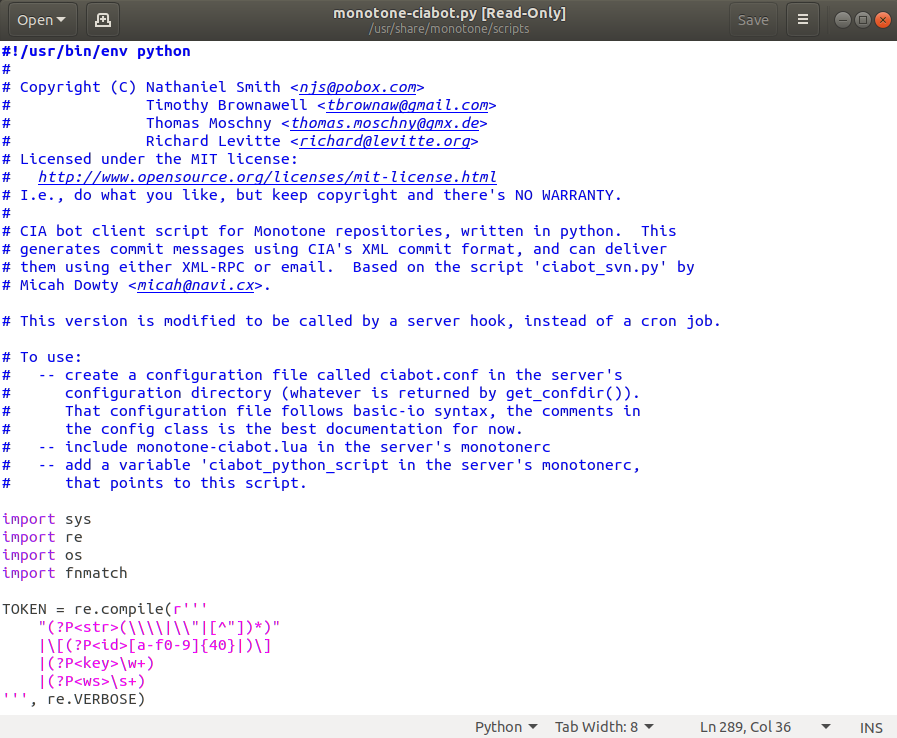 Open
monotone-ciabot.py [Read-Only]
/usr/share/monotone/scripts
Save
#!/usr/bin/env python
#
# Copyright (C) Nathaniel Smith <njs@pobox.com>
#               Timothy Brownawell <tbrownaw@gmail.com>
#               Thomas Moschny <thomas.moschny@gmx.de>
#               Richard Levitte <richard@levitte.org>
# Licensed under the MIT license:
#   http://www.opensource.org/licenses/mit-license.html
# I.e., do what you like, but keep copyright and there's NO WARRANTY.
#
# CIA bot client script for Monotone repositories, written in python.  This
# generates commit messages using CIA's XML commit format, and can deliver
# them using either XML-RPC or email.  Based on the script 'ciabot_svn.py' by
# Micah Dowty <micah@navi.cx>.
# This version is modified to be called by a server hook, instead of a cron job.
# To use:
#   -- create a configuration file called ciabot.conf in the server's
#      configuration directory (whatever is returned by get_confdir()).
#      That configuration file follows basic-io syntax, the comments in
#      the config class is the best documentation for now.
#   -- include monotone-ciabot.lua in the server's monotonerc
#   -- add a variable 'ciabot_python_script in the server's monotonerc,
#      that points to this script.
import sys
import re
import os
import fnmatch
TOKEN = re.compile(r'''
    "(?P<str>(\\\\|\\"|[^"])*)"
    |\[(?P<id>[a-f0-9]{40}|)\]
    |(?P<key>\w+)
    |(?P<ws>\s+)
''', re.VERBOSE)
Python
Tab Width: 8
Ln 289, Col 36
INS